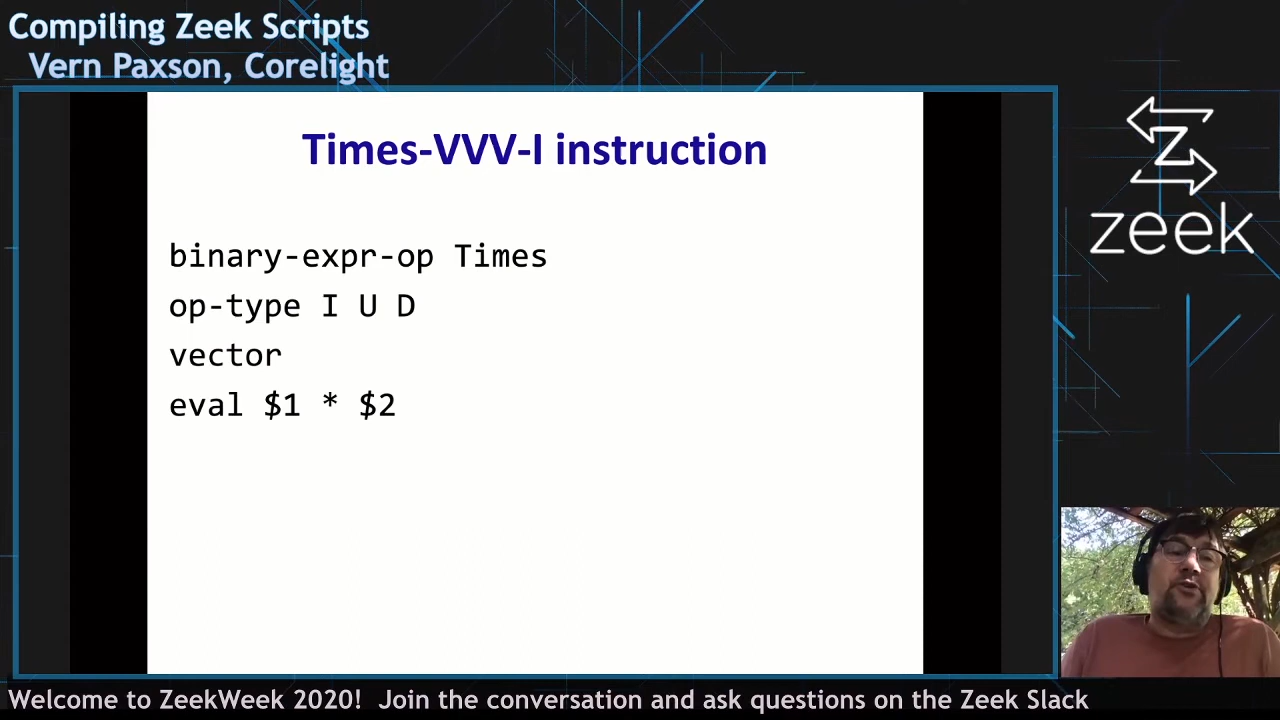 Compiling Zeek Scripts
Vern Paxson, Corelight
Times-VVV-I instruction
binary-expr-op Times
op-type I U D
vector
eval $1 * $2
Z
zeek
Welcome to ZeekWeek 2020! Join the conversation and ask questions on the Zeek Slack